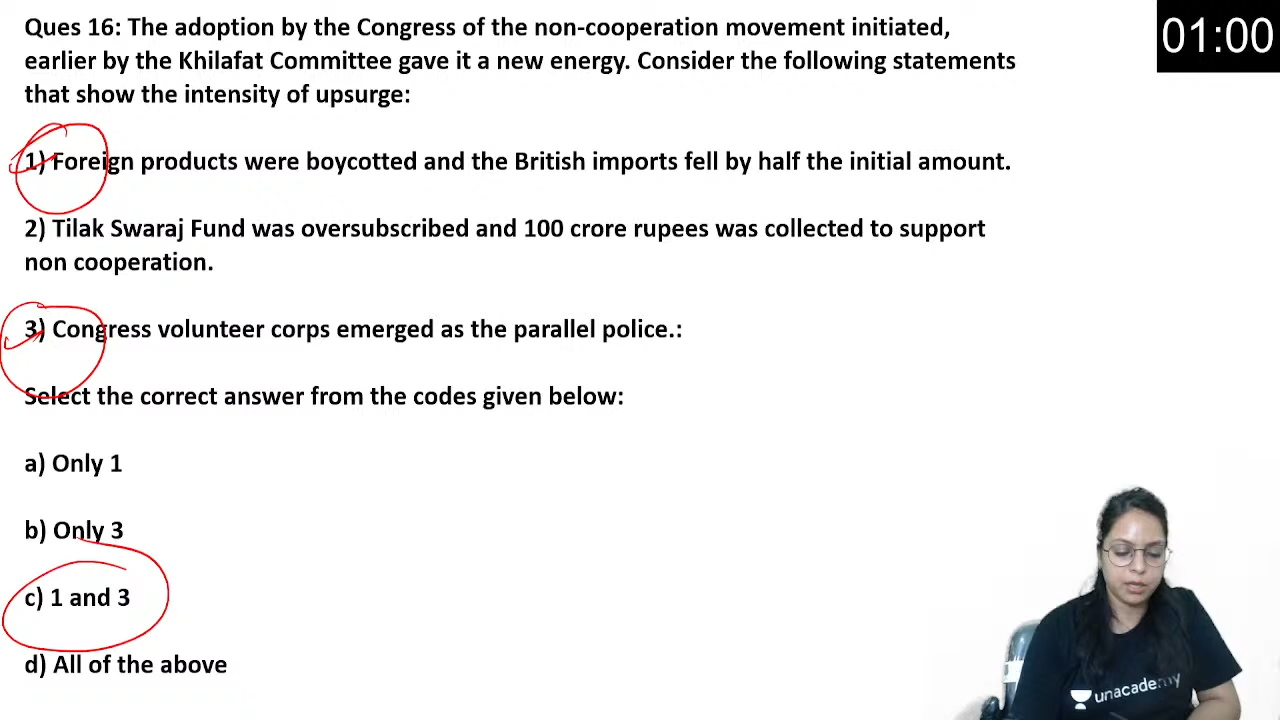 Ques 16: The adoption by the Congress of the non-cooperation movement initiated,
01:00
earlier by the Khilafat Committee gave it a new energy. Consider the following statements
that show the intensity of upsurge:
1) Foreign products were boycotted and the British imports fell by half the initial amount.
2) Tilak Swaraj Fund was oversubscribed and 100 crore rupees was collected to support
non cooperation.
3) Congress volunteer corps emerged as the parallel police.:
Select the correct answer from the codes given below:
a) Only 1
b) Only 3
c) 1 and 3
d) All of the above
unacademy